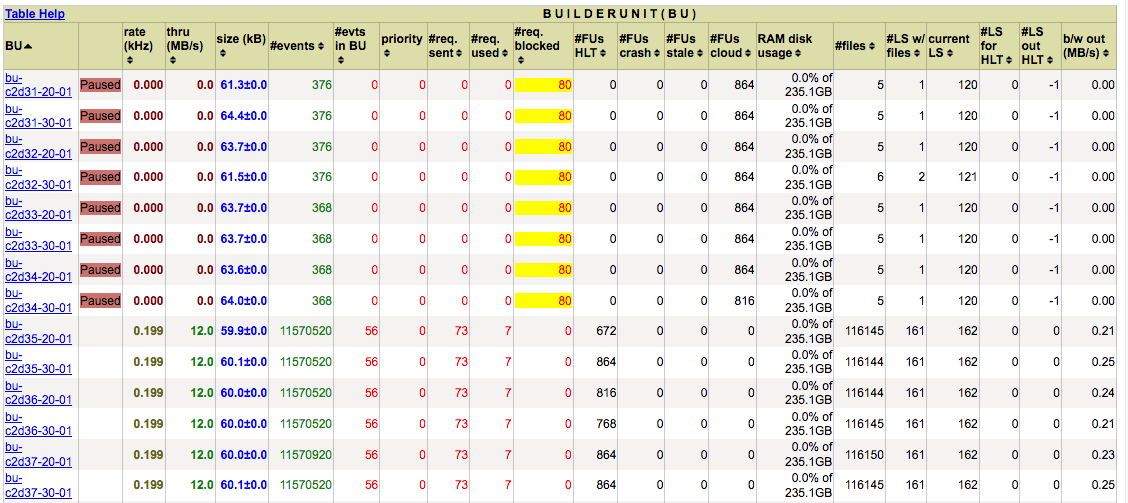 Table Help B U I L D E R U N I T ( B U )
BU rate (kHz) thru (MB/s) size (kB) #events #evts in BU priority #req. sent #req. used #req. blocked #FUs HLT #FUs crash #FUs stale #FUs cloud RAM disk usage #files #LS w/ files current LS #LS for HLT #LS out HLT b/w out (MB/s)
bu-c2d31-20-01 Paused 0.000 0.0 61.3±0.0 376 0 0 0 0 80 0 0 0 864 0.0% of 235.1GB 5 1 120 0 -1 0.00
bu-c2d31-30-01 Paused 0.000 0.0 64.4±0.0 376 0 0 0 0 80 0 0 0 864 0.0% of 235.1GB 5 1 120 0 -1 0.00
bu-c2d32-20-01 Paused 0.000 0.0 63.7±0.0 376 0 0 0 0 80 0 0 0 864 0.0% of 235.1GB 5 1 120 0 -1 0.00
bu-c2d32-30-01 Paused 0.000 0.0 61.5±0.0 376 0 0 0 0 80 0 0 0 864 0.0% of 235.1GB 6 2 121 0 -1 0.00
bu-c2d33-20-01 Paused 0.000 0.0 63.7±0.0 368 0 0 0 0 80 0 0 0 864 0.0% of 235.1GB 5 1 120 0 -1 0.00
bu-c2d33-30-01 Paused 0.000 0.0 63.7±0.0 368 0 0 0 0 80 0 0 0 864 0.0% of 235.1GB 5 1 120 0 -1 0.00
bu-c2d34-20-01 Paused 0.000 0.0 63.6±0.0 368 0 0 0 0 80 0 0 0 864 0.0% of 235.1GB 5 1 120 0 -1 0.00
bu-c2d34-30-01 Paused 0.000 0.0 64.0±0.0 368 0 0 0 0 80 0 0 0 816 0.0% of 235.1GB 5 1 120 0 -1 0.00
bu-c2d35-20-01 0.199 12.0 59.9±0.0 11570520 56 0 73 7 0 672 0 0 0 0.0% of 235.1GB 116145 161 162 0 0 0.21
bu-c2d35-30-01 0.199 12.0 60.1±0.0 11570520 56 0 73 7 0 864 0 0 0 0.0% of 235.1GB 116144 161 162 0 0 0.25
bu-c2d36-20-01 0.199 12.0 60.0±0.0 11570520 56 0 73 7 0 816 0 0 0 0.0% of 235.1GB 116144 161 162 0 0 0.24
bu-c2d36-30-01 0.199 12.0 60.0±0.0 11570520 56 0 73 7 0 768 0 0 0 0.0% of 235.1GB 116145 161 162 0 0 0.21
bu-c2d37-20-01 0.199 12.0 60.0±0.0 11570920 56 0 73 7 0 864 0 0 0 0.0% of 235.1GB 116150 161 162 0 0 0.23
bu-c2d37-30-01 0.199 12.0 60.1±0.0 11570520 56 0 73 7 0 864 0 0 0 0.0% of 235.1GB 116145 161 162 0 0 0.25